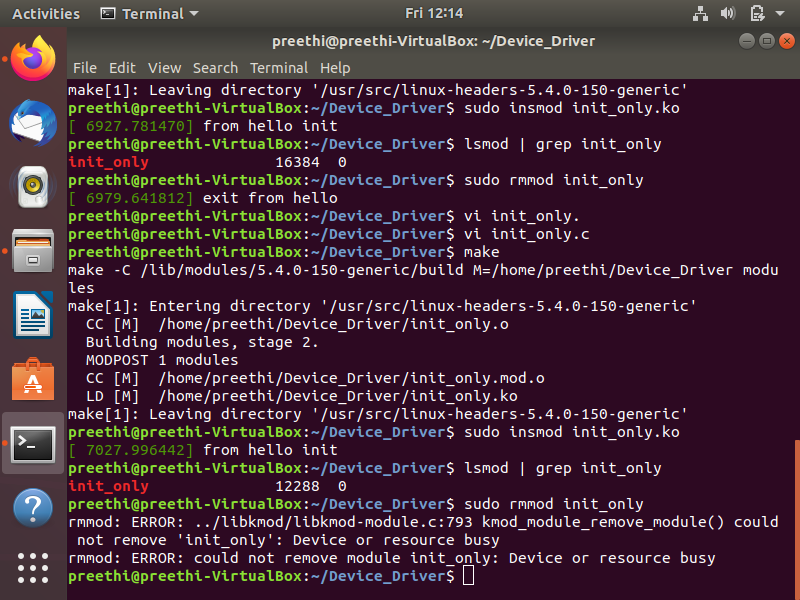 Activities Terminal Fri 12:14
preethi@preethi-VirtualBox: ~/Device_Driver
File Edit View Search Terminal Help
make[1]: Leaving directory '/usr/src/linux-headers-5.4.0-150-generic'
preethi@preethi-VirtualBox:~/Device_Driver$ sudo insmod init_only.ko
[ 6927.781470] from hello init
preethi@preethi-VirtualBox:~/Device_Driver$ lsmod | grep init_only
init_only              16384  0
preethi@preethi-VirtualBox:~/Device_Driver$ sudo rmmod init_only
[ 6979.641812] exit from hello
preethi@preethi-VirtualBox:~/Device_Driver$ vi init_only.
preethi@preethi-VirtualBox:~/Device_Driver$ vi init_only.c
preethi@preethi-VirtualBox:~/Device_Driver$ make
make -C /lib/modules/5.4.0-150-generic/build M=/home/preethi/Device_Driver modu
les
make[1]: Entering directory '/usr/src/linux-headers-5.4.0-150-generic'
  CC [M]  /home/preethi/Device_Driver/init_only.o
  Building modules, stage 2.
  MODPOST 1 modules
  CC [M]  /home/preethi/Device_Driver/init_only.mod.o
  LD [M]  /home/preethi/Device_Driver/init_only.ko
make[1]: Leaving directory '/usr/src/linux-headers-5.4.0-150-generic'
preethi@preethi-VirtualBox:~/Device_Driver$ sudo insmod init_only.ko
[ 7027.996442] from hello init
preethi@preethi-VirtualBox:~/Device_Driver$ lsmod | grep init_only
init_only              12288  0
preethi@preethi-VirtualBox:~/Device_Driver$ sudo rmmod init_only
rmmod: ERROR: ../libkmod/libkmod-module.c:793 kmod_module_remove_module() could
 not remove 'init_only': Device or resource busy
rmmod: ERROR: could not remove module init_only: Device or resource busy
preethi@preethi-VirtualBox:~/Device_Driver$